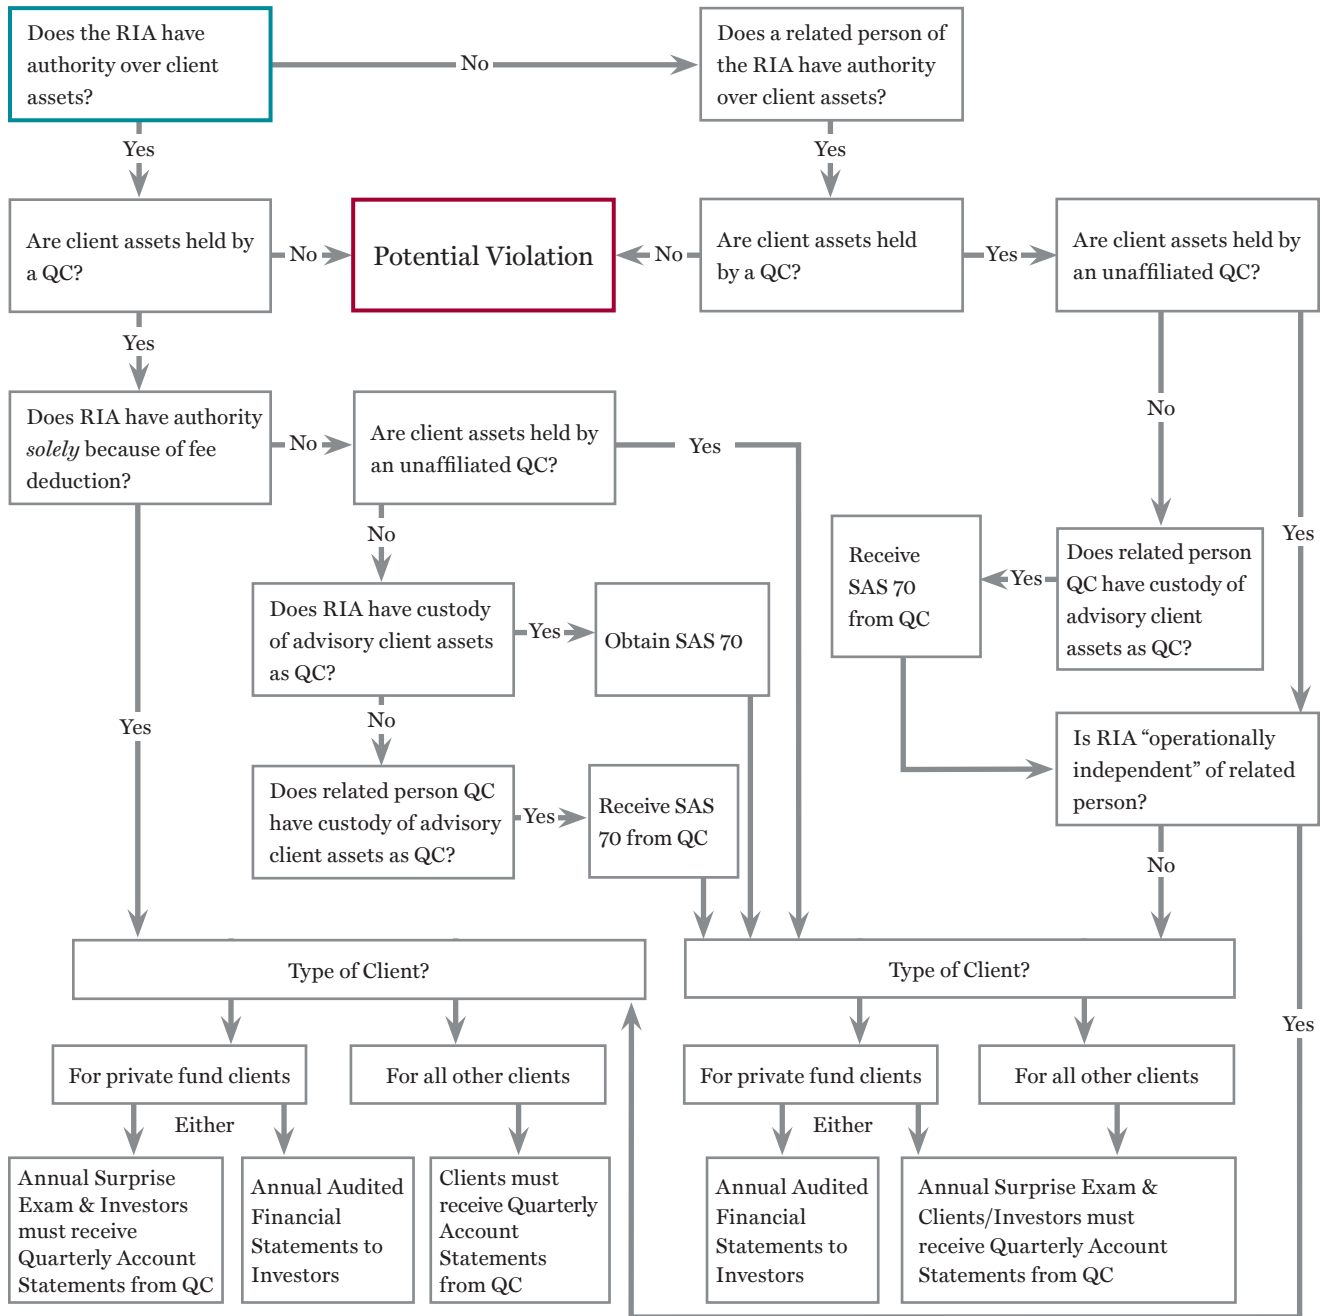 Does the RIA have
authority over client
assets?
No
Does a related person of
the RIA have authority
over client assets?
Yes
Yes
Are client assets held by
a QC?
No
Potential Violation
No
Are client assets held
by a QC?
Yes
Are client assets held by
an unaffiliated QC?
Yes
Does RIA have authority
solely because of fee
deduction?
No
Are client assets held by
an unaffiliated QC?
Yes
No
No
Yes
Receive
SAS 70
from QC
Yes
Does related person
QC have custody of
advisory client
assets as QC?
Does RIA have custody
of advisory client assets
as QC?
Yes
Obtain SAS 70
Yes
No
Is RIA “operationally
independent” of related
person?
Does related person QC
have custody of advisory
client assets as QC?
Yes
Receive SAS
70 from QC
No
Type of Client?
Type of Client?
Yes
For private fund clients
For all other clients
For private fund clients
For all other clients
Either
Either
Annual Surprise
Exam & Investors
must receive
Quarterly Account
Statements from QC
Annual Audited
Financial
Statements to
Investors
Clients must
receive Quarterly
Account
Statements
from QC
Annual Audited
Financial
Statements to
Investors
Annual Surprise Exam &
Clients/Investors must
receive Quarterly Account
Statements from QC